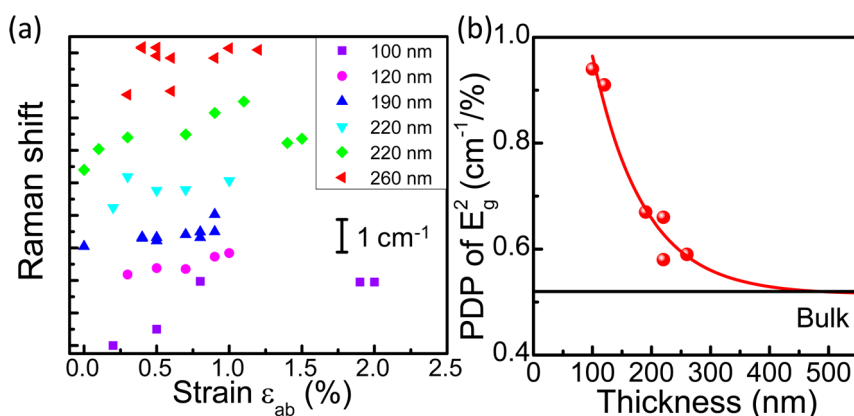 (a)
Raman shift
100 nm
120 nm
190 nm
220 nm
220 nm
260 nm
1 cm⁻¹
0.0 0.5 1.0 1.5 2.0 2.5
Strain ε_ab (%)
(b)
PDP of E_g^2 (cm⁻¹/%)
1.0
0.8
0.6
0.4
Bulk
0 100 200 300 400 500
Thickness (nm)